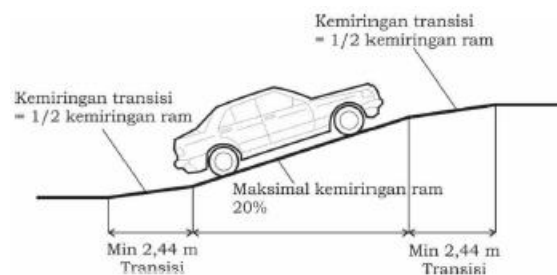 Kemiringan transisi
= 1/2 kemiringan ram
Kemiringan transisi
= 1/2 kemiringan ram
Maksimal kemiringan ram
20%
Min 2,44 m
Transisi
Min 2,44 m
Transisi